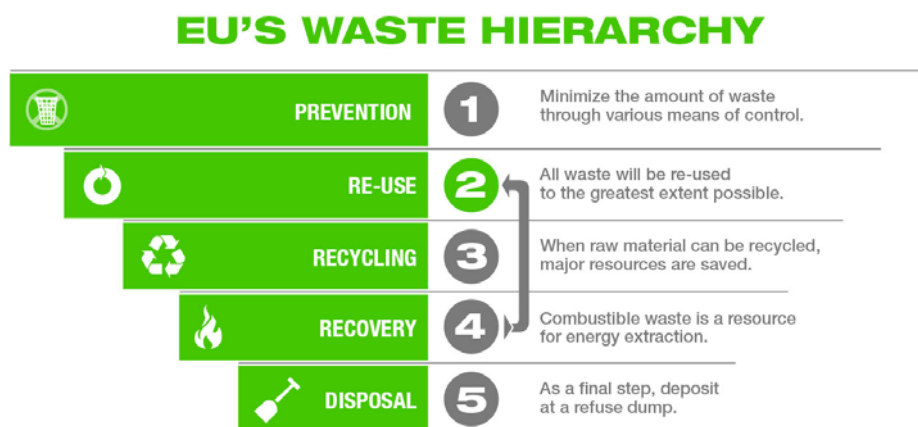 EU'S WASTE HIERARCHY
PREVENTION
1
Minimize the amount of waste
through various means of control.
RE-USE
2
All waste will be re-used
to the greatest extent possible.
RECYCLING
3
When raw material can be recycled,
major resources are saved.
RECOVERY
4
Combustible waste is a resource
for energy extraction.
DISPOSAL
5
As a final step, deposit
at a refuse dump.